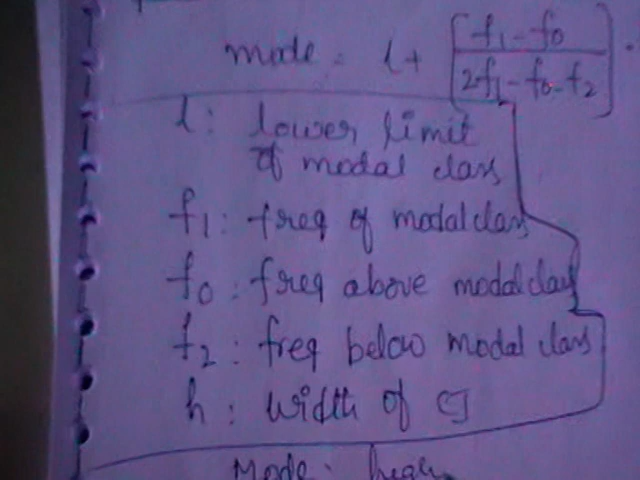 mode = l + [f1 - f0 / 2f1 - f0 - f2]
l : lower limit
of modal class
f1 : freq of modal class
f0 : freq above modal class
f2 : freq below modal class
h : width of CI
Mode :